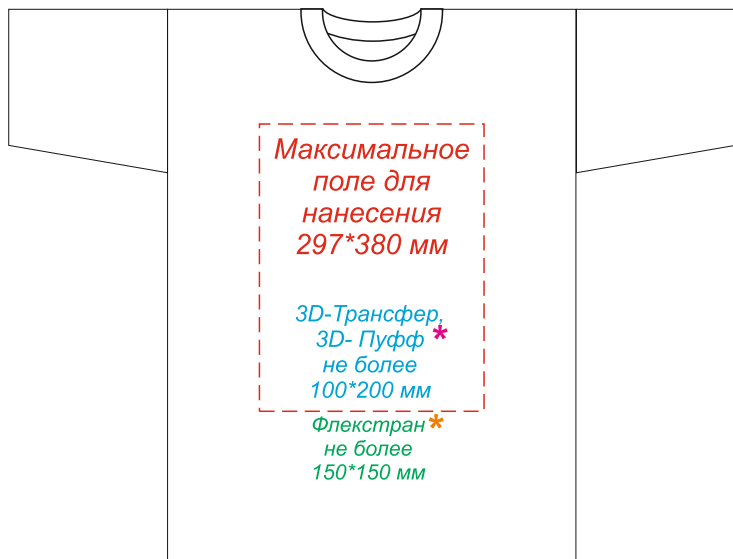 Максимальное
поле для
нанесения
297*380 мм
3D-Трансфер,
3D- Пуфф *
не более
100*200 мм
Флекстран *
не более
150*150 мм